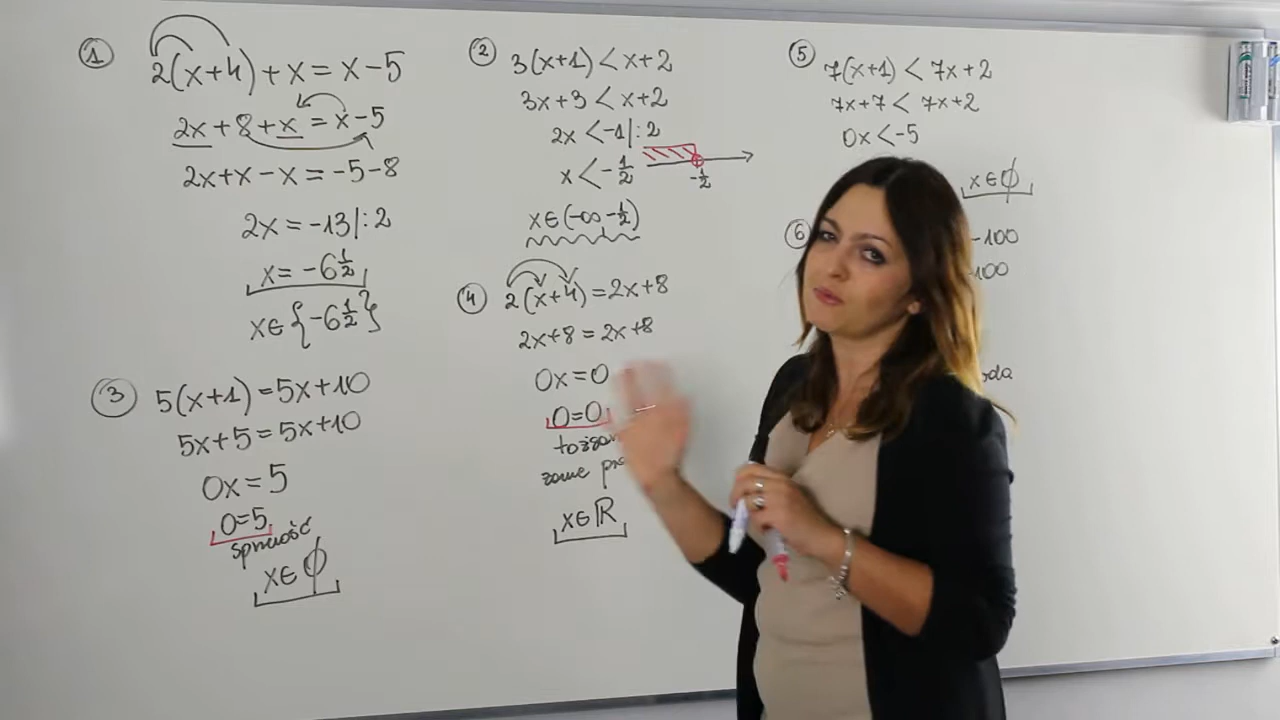 ①
2(x+4)+x=x-5
2x+8+x=x-5
2x+x-x=-5-8
2x=-13/:2
x=-6½
x∈{-6½}
②
3(x+1)<x+2
3x+3<x+2
2x<-1/:2
x<-½
-½
x∈(-∞-½)
③
5(x+1)=5x+10
5x+5=5x+10
0x=5
0=5
x∈∅
④
2(x+4)=2x+8
2x+8=2x+8
0x=0
0=0
x∈R
⑤
7(x+1)<7x+2
7x+7<7x+2
0x<-5
x∈∅
⑥
-100
-100